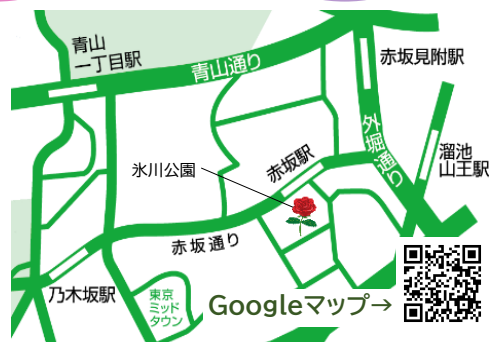 青山
一丁目駅
青山通り
赤坂見附駅
外堀通り
溜池
山王駅
氷川公園
赤坂駅
赤坂通り
乃木坂駅
東京
ミッド
タウン
Googleマップ→